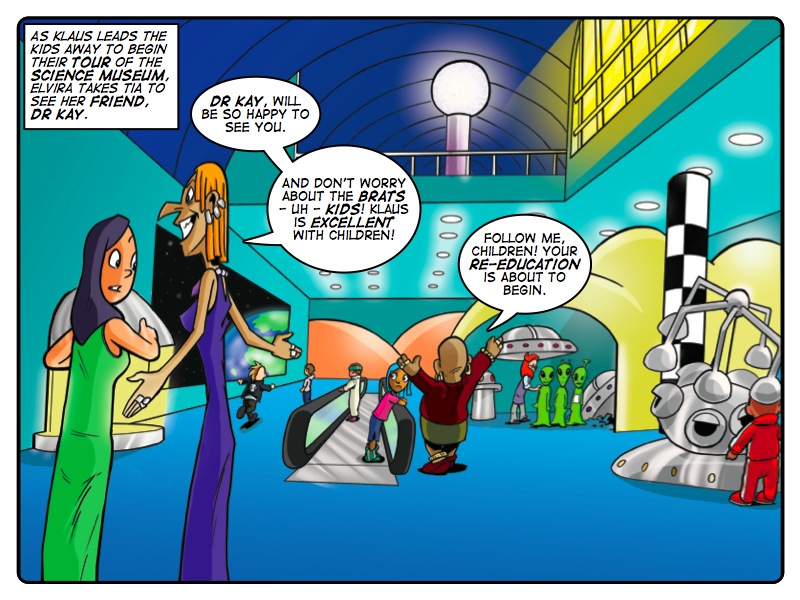 AS KLAUS LEADS THE
KIDS AWAY TO BEGIN
THEIR TOUR OF THE
SCIENCE MUSEUM,
ELVIRA TAKES TIA TO
SEE HER FRIEND,
DR KAY.
DR KAY, WILL
BE SO HAPPY TO
SEE YOU.
AND DON'T WORRY
ABOUT THE BRATS
- UH - KIDS! KLAUS
IS EXCELLENT
WITH CHILDREN!
FOLLOW ME,
CHILDREN! YOUR
RE-EDUCATION
IS ABOUT TO
BEGIN.